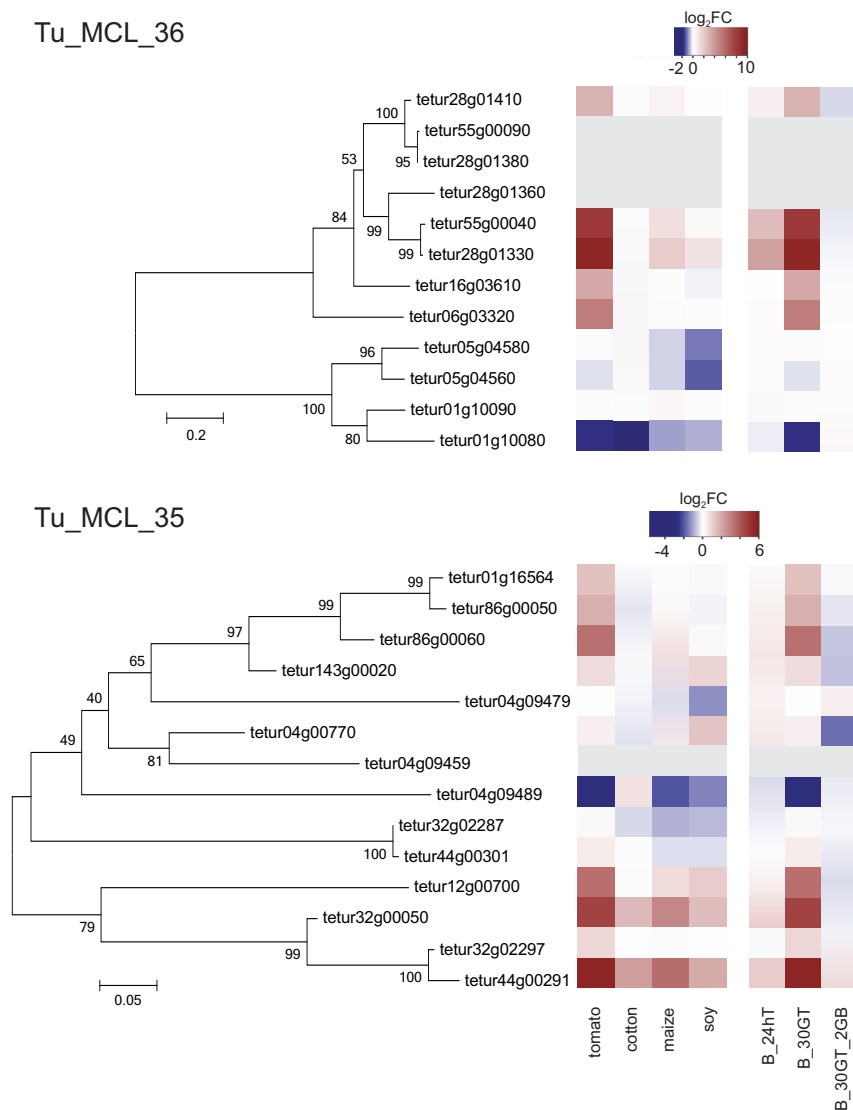 Tu_MCL_36
log2FC
-2 0 10
tetur28g01410
100
tetur55g00090
95
tetur28g01380
53
tetur28g01360
84
tetur55g00040
99
99
tetur28g01330
tetur16g03610
tetur06g03320
tetur05g04580
96
tetur05g04560
100
tetur01g10090
0.2
80
tetur01g10080
Tu_MCL_35
log2FC
-4 0 6
tetur01g16564
99
tetur86g00050
99
tetur86g00060
97
tetur143g00020
65
tetur04g09479
40
tetur04g00770
49
81
tetur04g09459
tetur04g09489
tetur32g02287
100
tetur44g00301
tetur12g00700
79
tetur32g00050
99
tetur32g02297
100
tetur44g00291
0.05
tomato
cotton
maize
soy
B_24hT
B_30GT
B_30GT_2GB